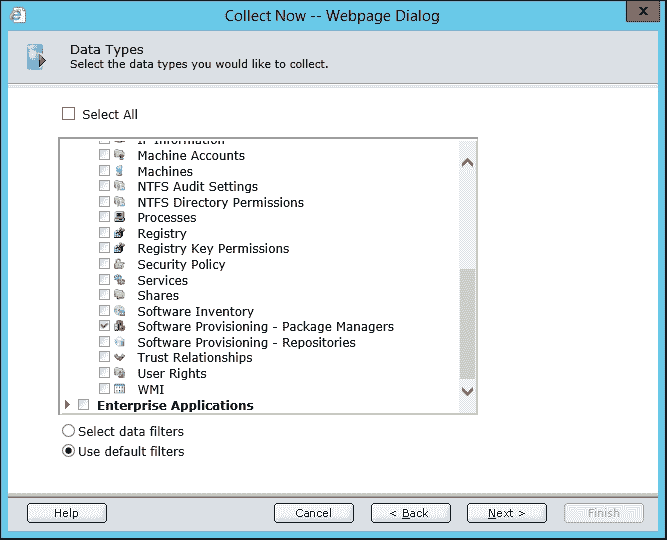 Collect Now -- Webpage Dialog
X
Data Types
Select the data types you would like to collect.
Select All
IP Information
Machine Accounts
Machines
NTFS Audit Settings
NTFS Directory Permissions
Processes
Registry
Registry Key Permissions
Security Policy
Services
Shares
Software Inventory
Software Provisioning - Package Managers
Software Provisioning - Repositories
Trust Relationships
User Rights
WMI
Enterprise Applications
Select data filters
Use default filters
Help
Cancel
< Back
Next >
Finish